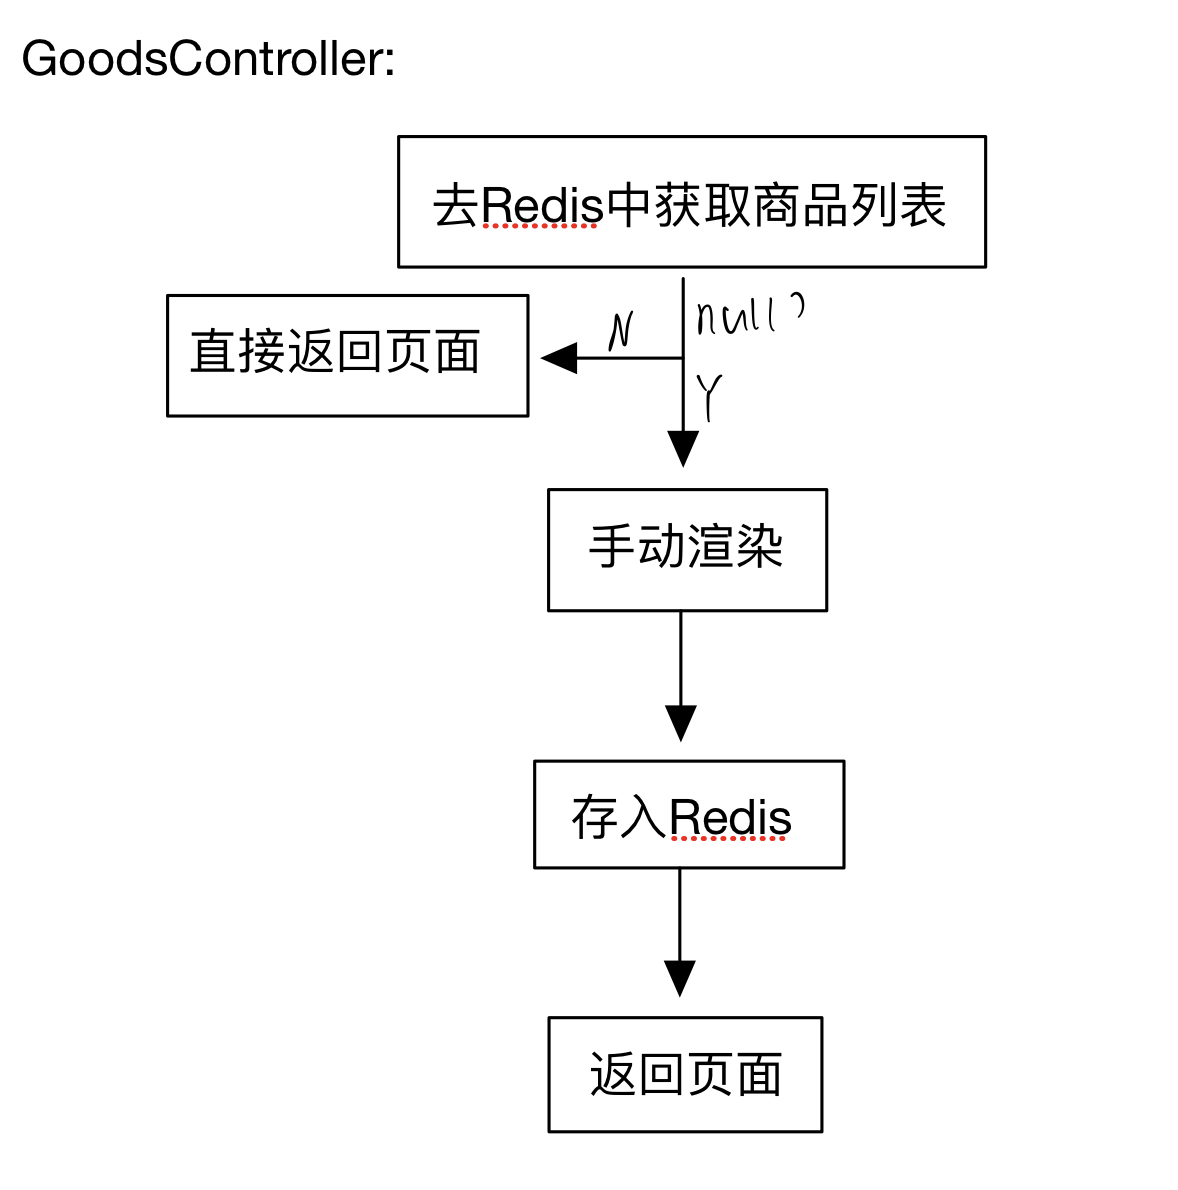 GoodsController:
去Redis中获取商品列表
null?
直接返回页面
N
Y
手动渲染
存入Redis
返回页面